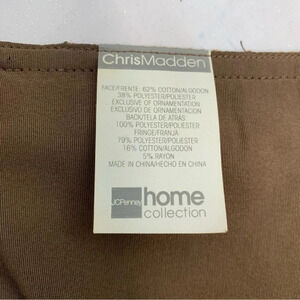 ChrisMadden
FACE/FRENTE: 62% COTTON/ALGODON
38% POLYESTER/POLIESTER
EXCLUSIVE OF ORNAMENTATION
EXCLUSIVO DE ORNAMENTACION
BACK/TELA DE ATRAS:
100% POLYESTER/POLIESTER
FRINGE/FRANJA:
79% POLYESTER/POLIESTER
16% COTTON/ALGODON
5% RAYON
MADE IN CHINA/HECHO EN CHINA
JCPenney
home
collection